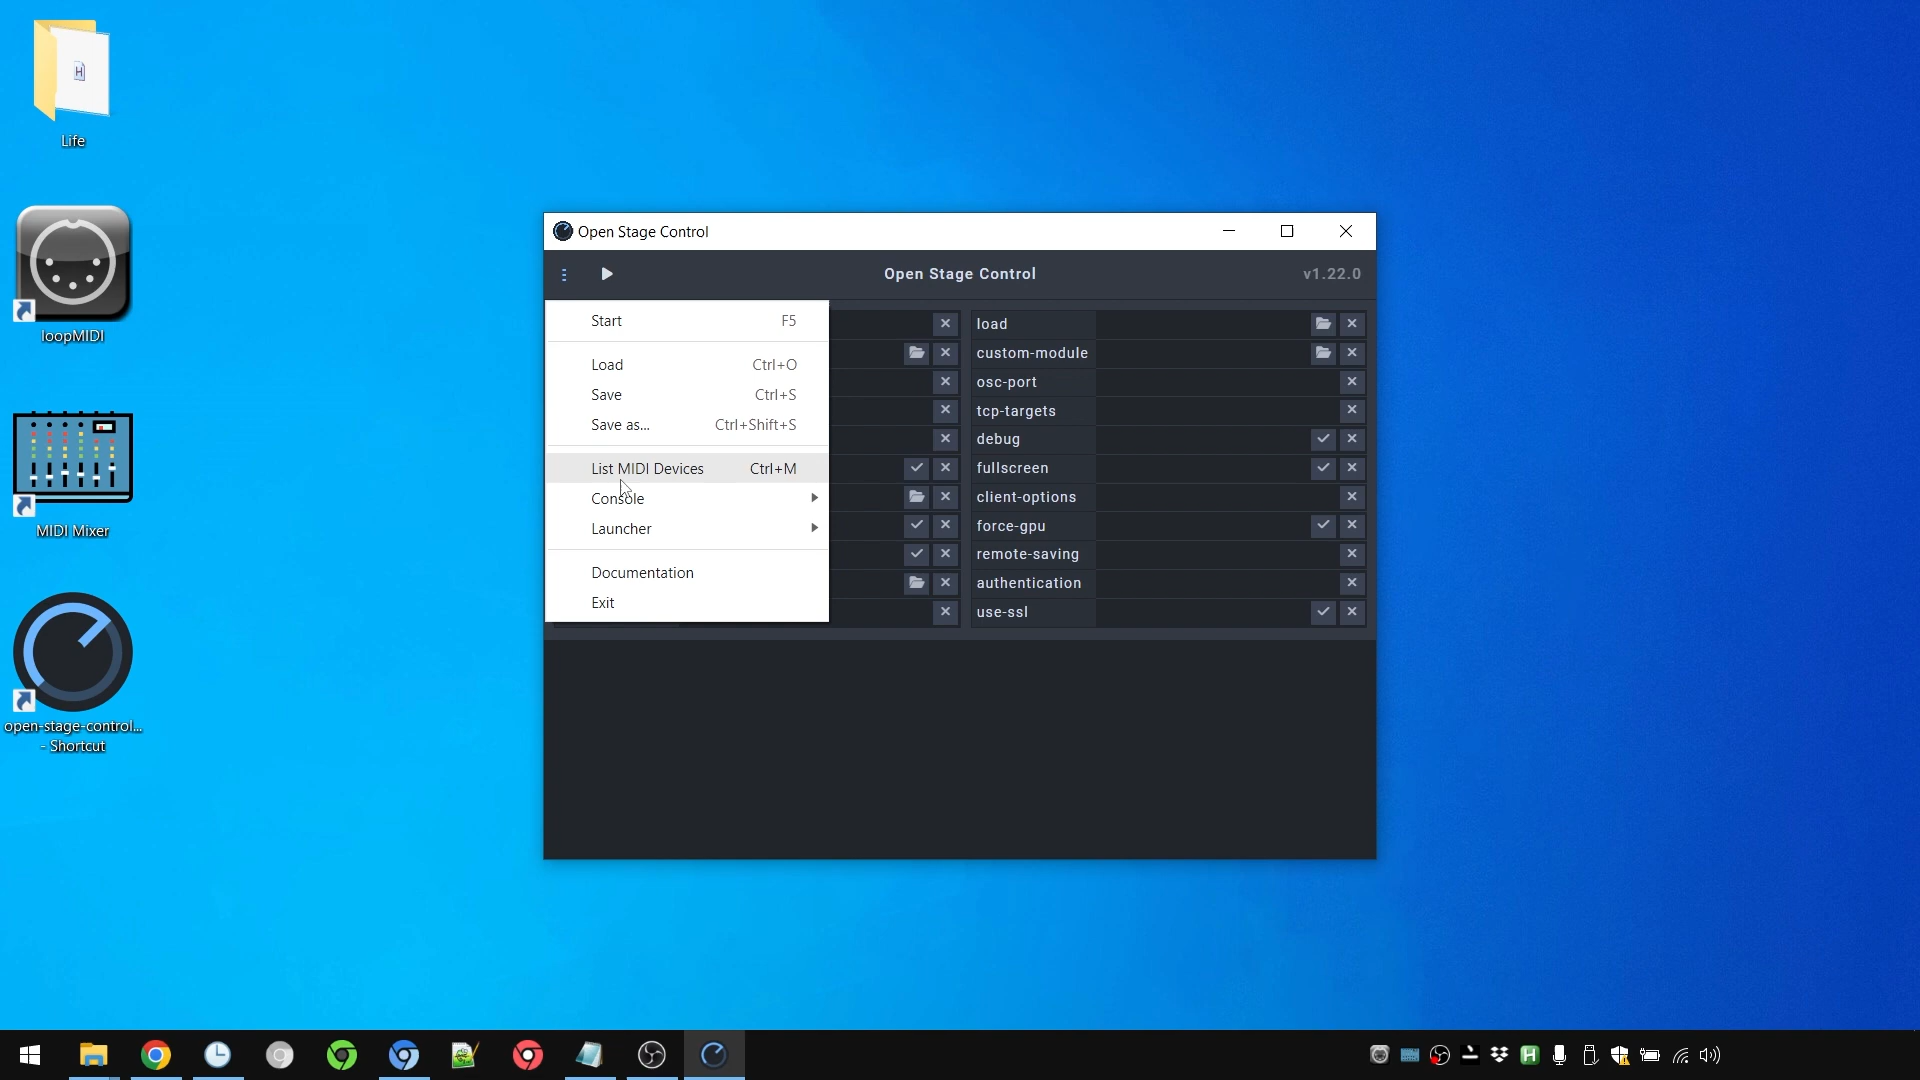 Life
loopMIDI
MIDI Mixer
open-stage-control...
- Shortcut
Open Stage Control
Open Stage Control
v1.22.0
Start F5
Load Ctrl+O
Save Ctrl+S
Save as... Ctrl+Shift+S
List MIDI Devices Ctrl+M
Console
Launcher
Documentation
Exit
load
custom-module
osc-port
tcp-targets
debug
fullscreen
client-options
force-gpu
remote-saving
authentication
use-ssl